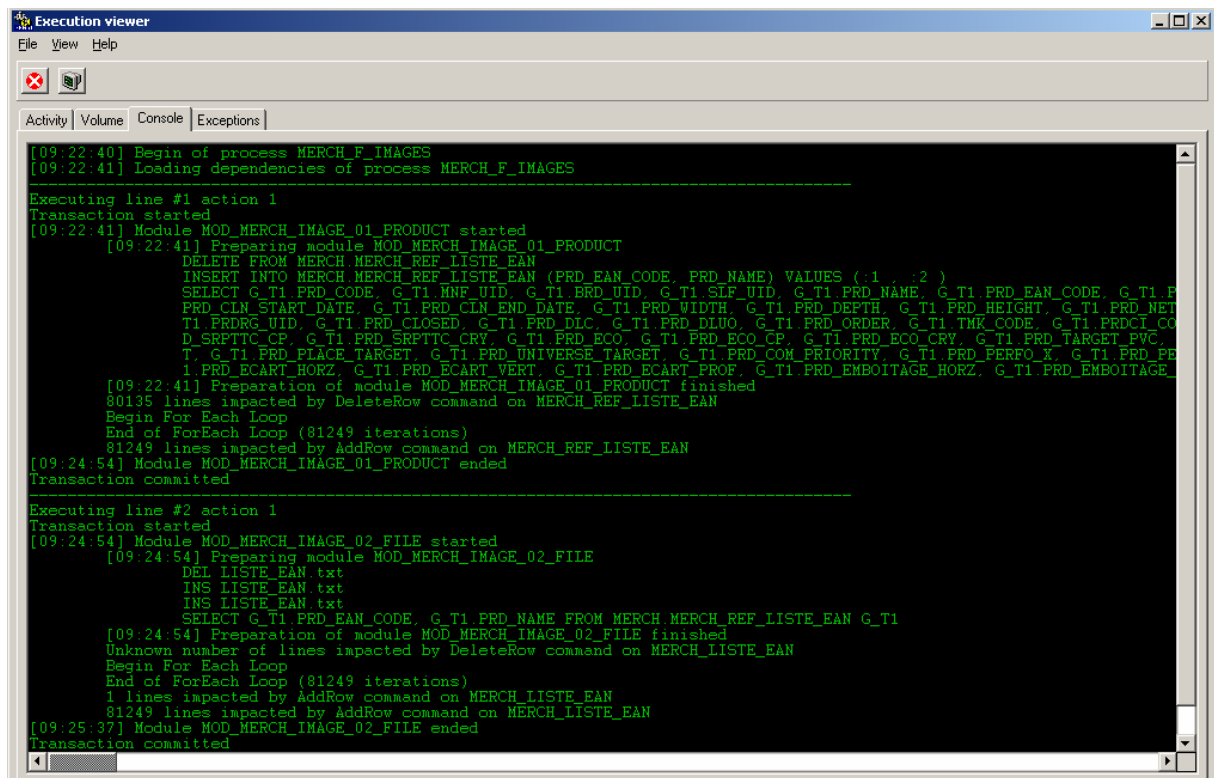 Execution viewer
File View Help
Activity Volume Console Exceptions
[09:22:40] Begin of process MERCH_F_IMAGES
[09:22:41] Loading dependencies of process MERCH_F_IMAGES
Executing line #1 action 1
Transaction started
[09:22:41] Module MOD_MERCH_IMAGE_01_PRODUCT started
[09:22:41] Preparing module MOD_MERCH_IMAGE_01_PRODUCT
DELETE FROM MERCH.MERCH_REF_LISTE_EAN
INSERT INTO MERCH.MERCH_REF_LISTE_EAN (PRD_EAN_CODE, PRD_NAME) VALUES (:1 , :2 )
SELECT G_T1.PRD_CODE, G_T1.MNF_UID, G_T1.BRD_UID, G_T1.SLF_UID, G_T1.PRD_NAME, G_T1.PRD_EAN_CODE, G_T1.P
PRD_CLN_START_DATE, G_T1.PRD_CLN_END_DATE, G_T1.PRD_WIDTH, G_T1.PRD_DEPTH, G_T1.PRD_HEIGHT, G_T1.PRD_NET
T1.PRDRG_UID, G_T1.PRD_CLOSED, G_T1.PRD_DLC, G_T1.PRD_DLUO, G_T1.PRD_ORDER, G_T1.TMK_CODE, G_T1.PRDCI_CO
D_SRPTTC_CP, G_T1.PRD_SRPTTC_CRY, G_T1.PRD_ECO, G_T1.PRD_ECO_CP, G_T1.PRD_ECO_CRY, G_T1.PRD_TARGET_PVC,
T, G_T1.PRD_PLACE_TARGET, G_T1.PRD_UNIVERSE_TARGET, G_T1.PRD_COM_PRIORITY, G_T1.PRD_PERFO_X, G_T1.PRD_PE
1.PRD_ECART_HORZ, G_T1.PRD_ECART_VERT, G_T1.PRD_ECART_PROF, G_T1.PRD_EMBOITAGE_HORZ, G_T1.PRD_EMBOITAGE_
[09:22:41] Preparation of module MOD_MERCH_IMAGE_01_PRODUCT finished
80135 lines impacted by DeleteRow command on MERCH_REF_LISTE_EAN
Begin For Each Loop
End of ForEach Loop (81249 iterations)
81249 lines impacted by AddRow command on MERCH_REF_LISTE_EAN
[09:24:54] Module MOD_MERCH_IMAGE_01_PRODUCT ended
Transaction committed
Executing line #2 action 1
Transaction started
[09:24:54] Module MOD_MERCH_IMAGE_02_FILE started
[09:24:54] Preparing module MOD_MERCH_IMAGE_02_FILE
DEL LISTE_EAN.txt
INS LISTE_EAN.txt
INS LISTE_EAN.txt
SELECT G_T1.PRD_EAN_CODE, G_T1.PRD_NAME FROM MERCH.MERCH_REF_LISTE_EAN G_T1
[09:24:54] Preparation of module MOD_MERCH_IMAGE_02_FILE finished
Unknown number of lines impacted by DeleteRow command on MERCH_LISTE_EAN
Begin For Each Loop
End of ForEach Loop (81249 iterations)
1 lines impacted by AddRow command on MERCH_LISTE_EAN
81249 lines impacted by AddRow command on MERCH_LISTE_EAN
[09:25:37] Module MOD_MERCH_IMAGE_02_FILE ended
Transaction committed